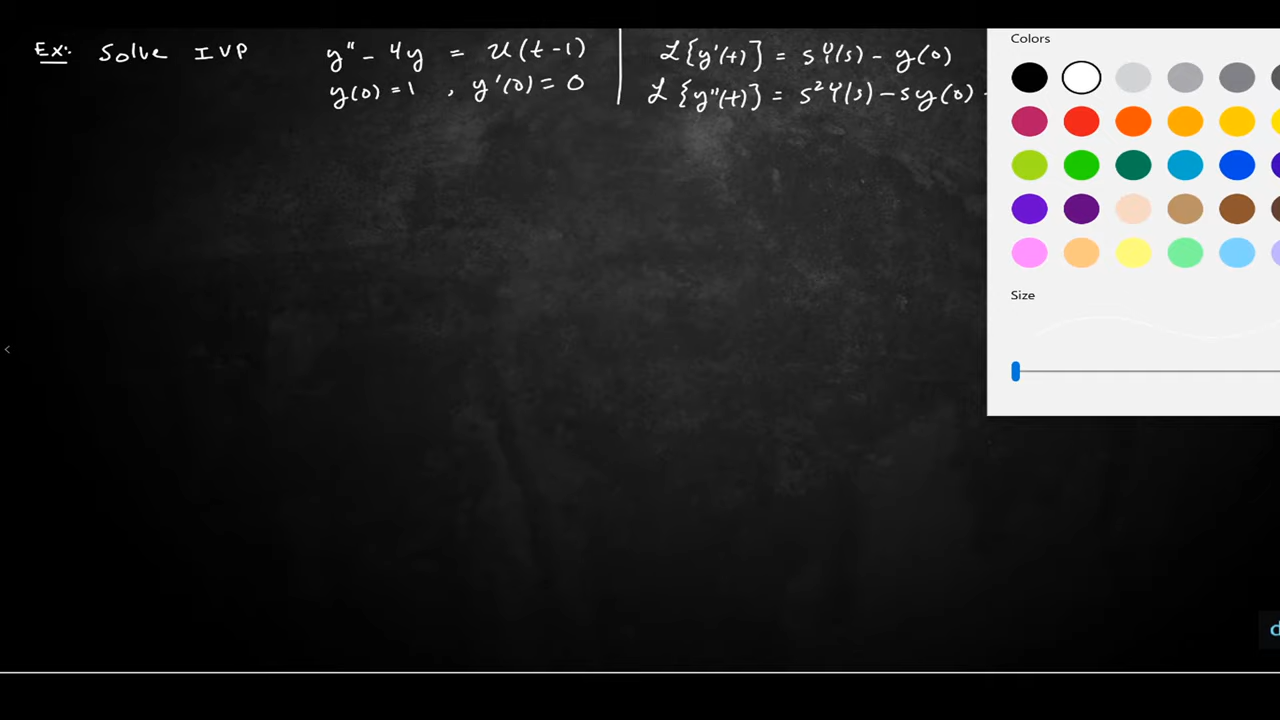 Ex: Solve IVP y'' - 4y = u(t-1)
y(0) = 1 , y'(0) = 0
ℒ{y'(t)} = sY(s) - y(0)
ℒ{y''(t)} = s²Y(s) - sy(0) -
Colors
Size